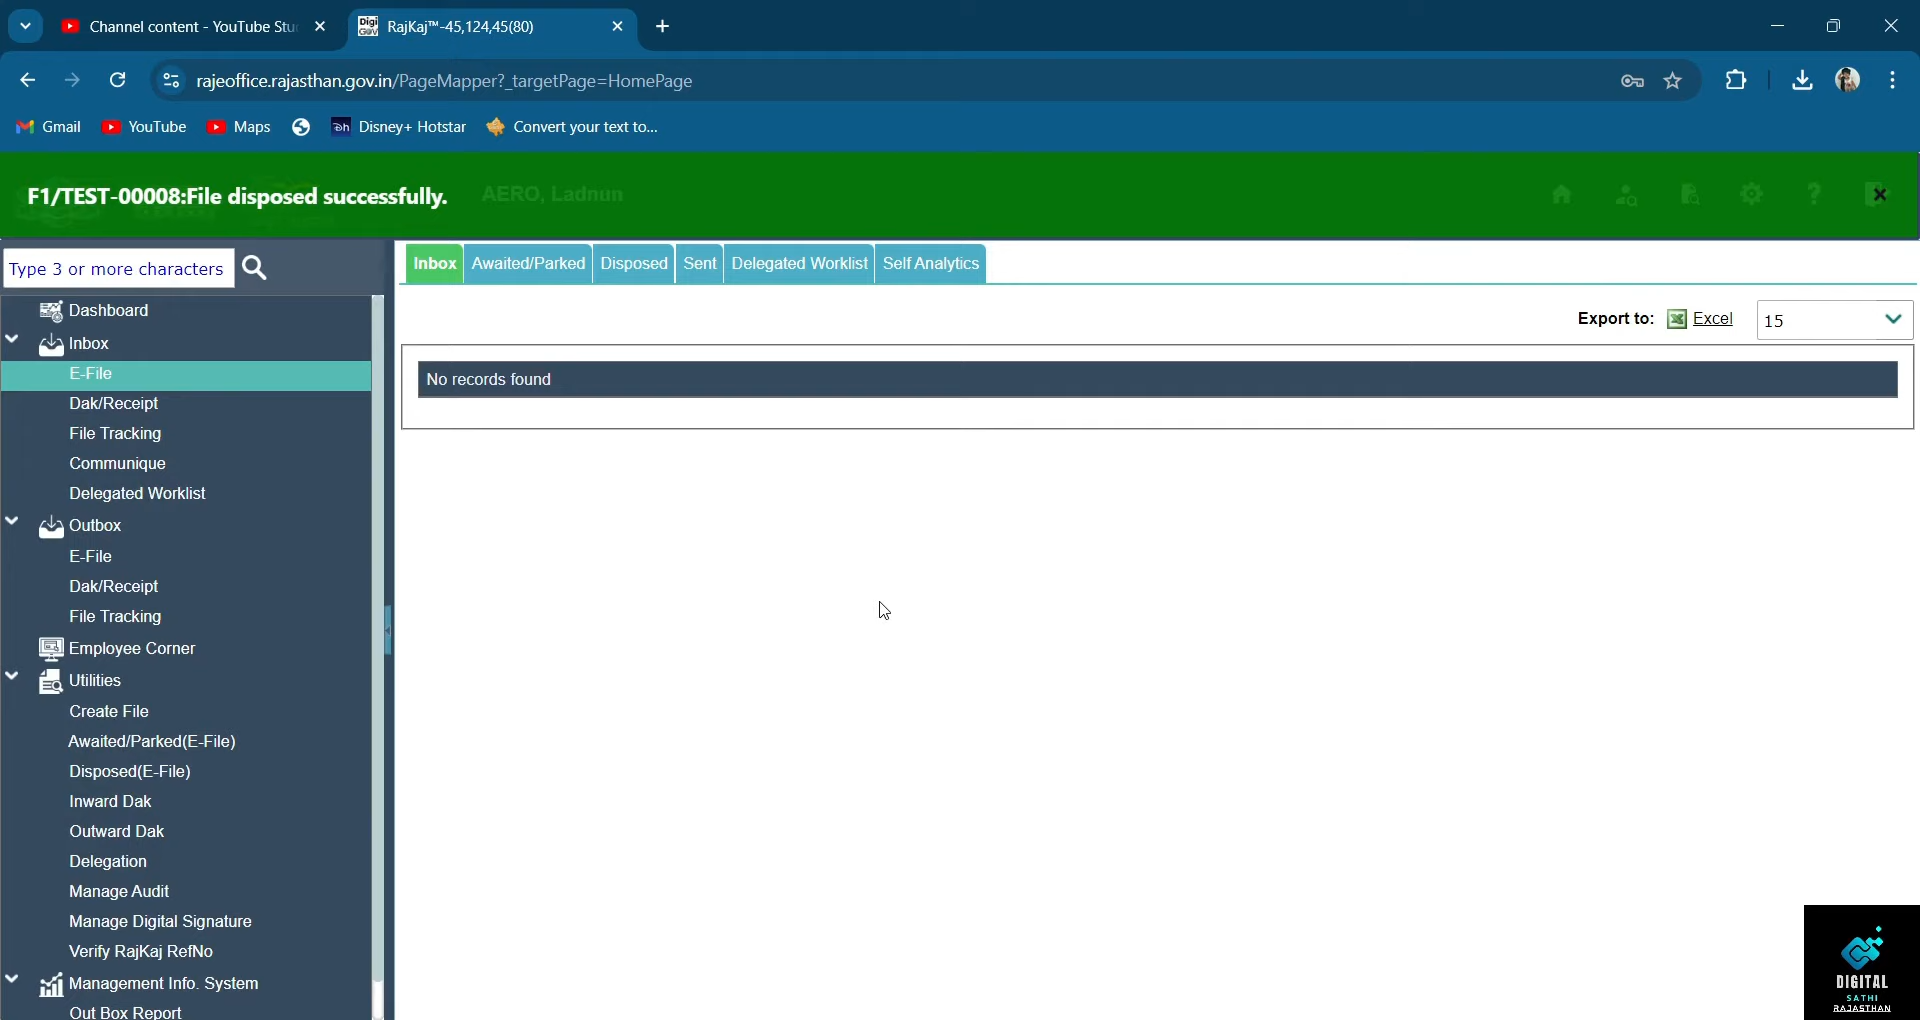 Channel content - YouTube Stu
RajKaj™-45,124,45(80)
rajeoffice.rajasthan.gov.in/PageMapper?_targetPage=HomePage
Gmail
YouTube
Maps
Disney+ Hotstar
Convert your text to...
F1/TEST-00008:File disposed successfully.
AERO, Ladnun
Type 3 or more characters
Inbox
Awaited/Parked
Disposed
Sent
Delegated Worklist
Self Analytics
Export to:
Excel
15
No records found
Dashboard
Inbox
E-File
Dak/Receipt
File Tracking
Communique
Delegated Worklist
Outbox
E-File
Dak/Receipt
File Tracking
Employee Corner
Utilities
Create File
Awaited/Parked(E-File)
Disposed(E-File)
Inward Dak
Outward Dak
Delegation
Manage Audit
Manage Digital Signature
Verify RajKaj RefNo
Management Info. System
Out Box Report
DIGITAL
SATHI
RAJASTHAN